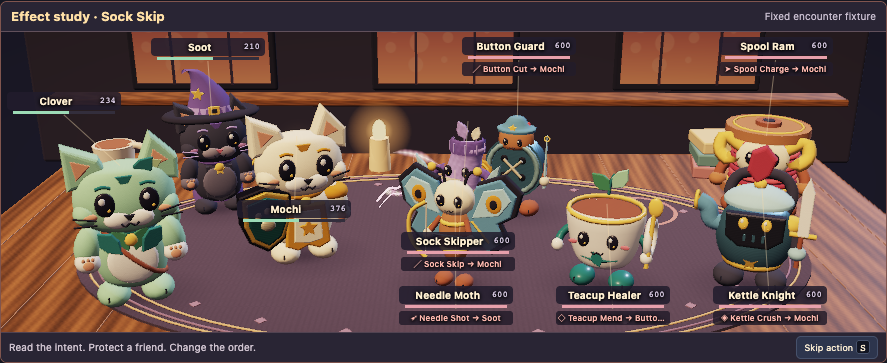 Effect study · Sock Skip
Fixed encounter fixture
Soot 210
Button Guard 600
Button Cut → Mochi
Spool Ram 600
Spool Charge → Mochi
Clover 234
Mochi 376
Sock Skipper 600
Sock Skip → Mochi
Needle Moth 600
Needle Shot → Soot
Teacup Healer 600
Teacup Mend → Butto...
Kettle Knight 600
Kettle Crush → Mochi
Read the intent. Protect a friend. Change the order.
Skip action S